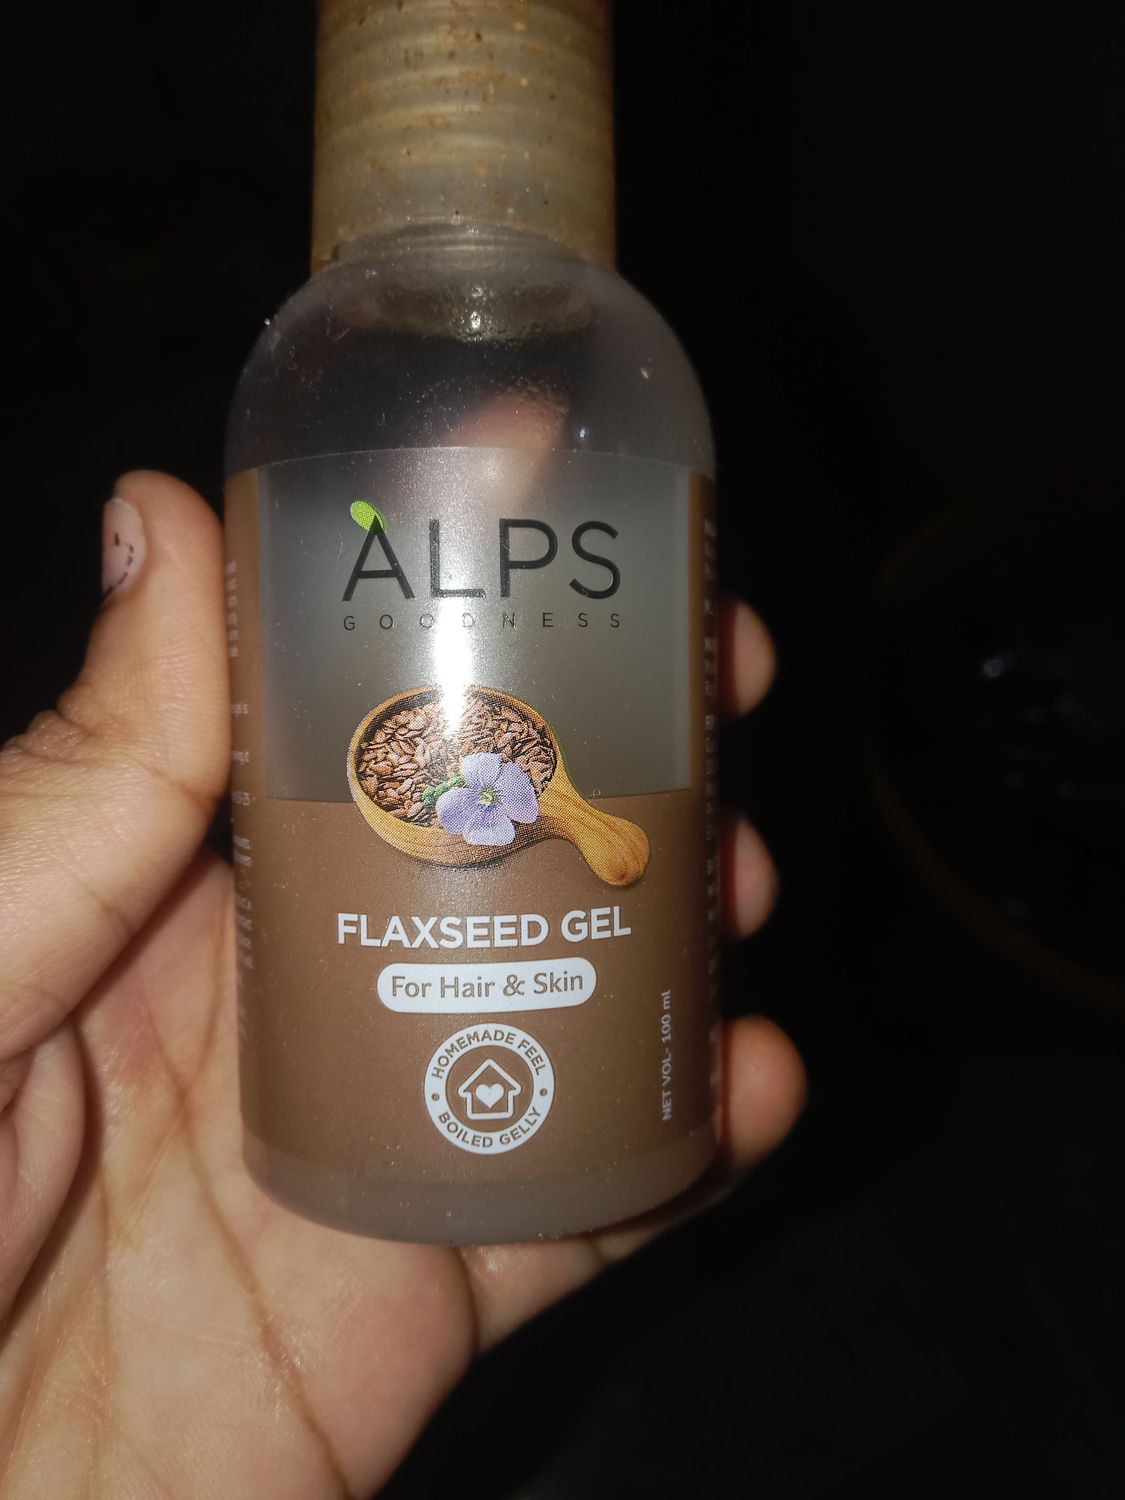 ALPS
GOODNESS
FLAXSEED GEL
For Hair & Skin
HOMEMADE FEEL
BOILED GELLY
NET VOL- 100 ml